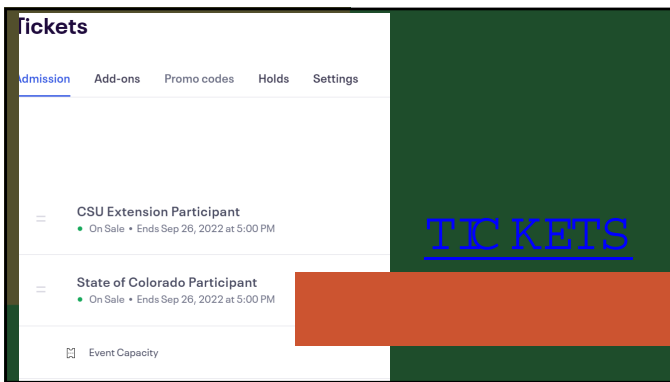 Tickets
Admission Add-ons Promo codes Holds Settings
CSU Extension Participant
On Sale • Ends Sep 26, 2022 at 5:00 PM
State of Colorado Participant
On Sale • Ends Sep 26, 2022 at 5:00 PM
Event Capacity
TICKETS